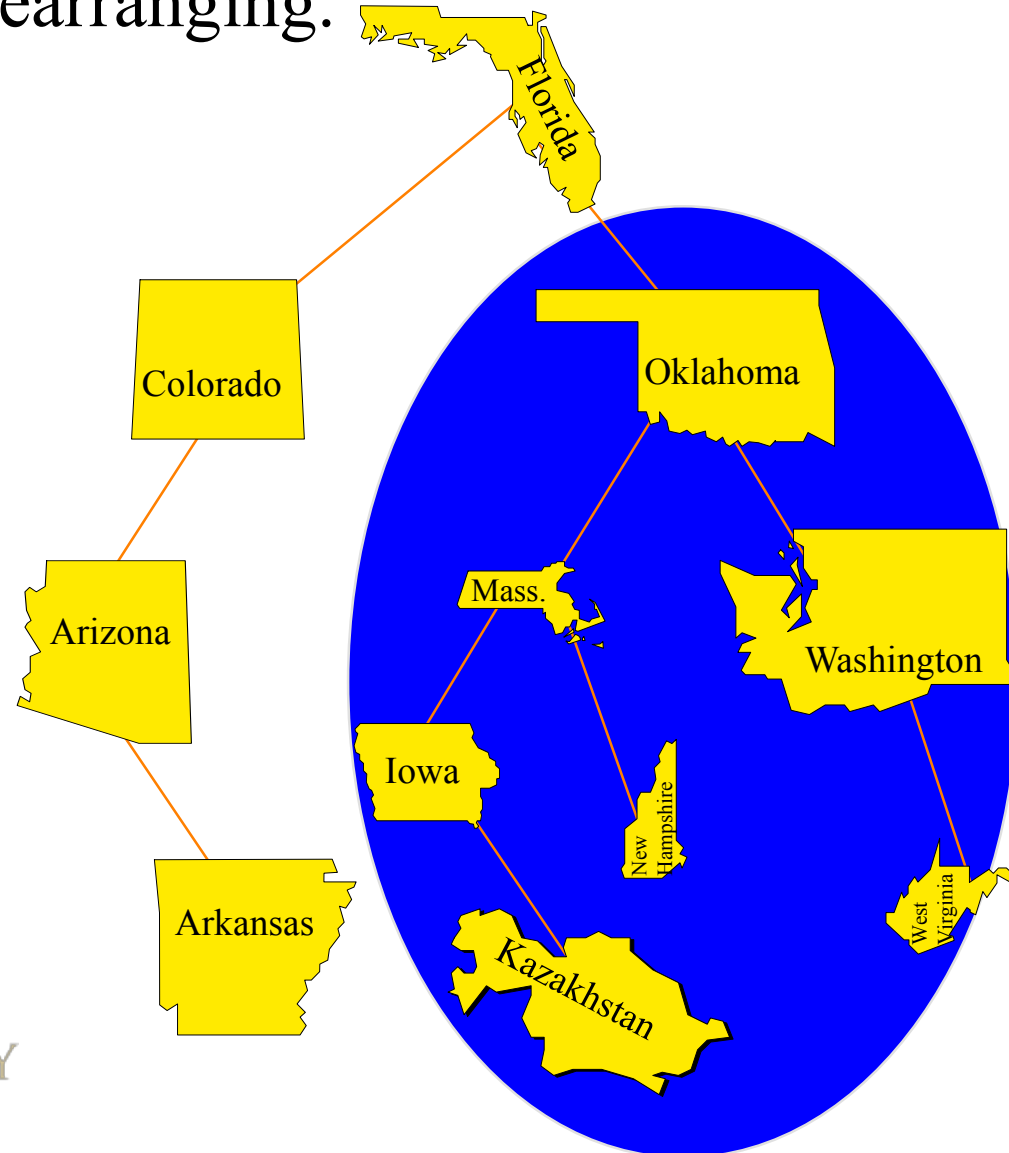 earranging.
Florida
Colorado
Oklahoma
Mass.
Arizona
Washington
Iowa
New
Hampshire
West
Virginia
Arkansas
Kazakhstan
Y